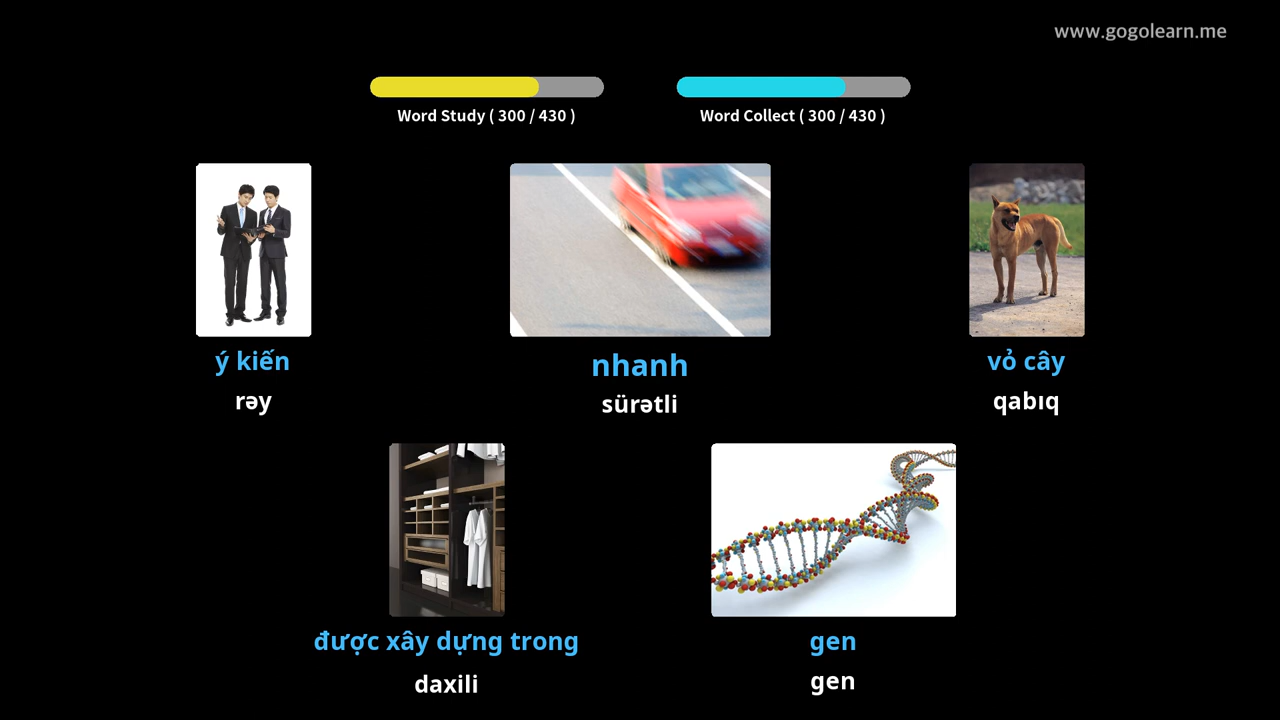 www.gogolearn.me
Word Study ( 300 / 430 )
Word Collect ( 300 / 430 )
ý kiến
rəy
nhanh
sürətli
vỏ cây
qabıq
được xây dựng trong
daxili
gen
gen